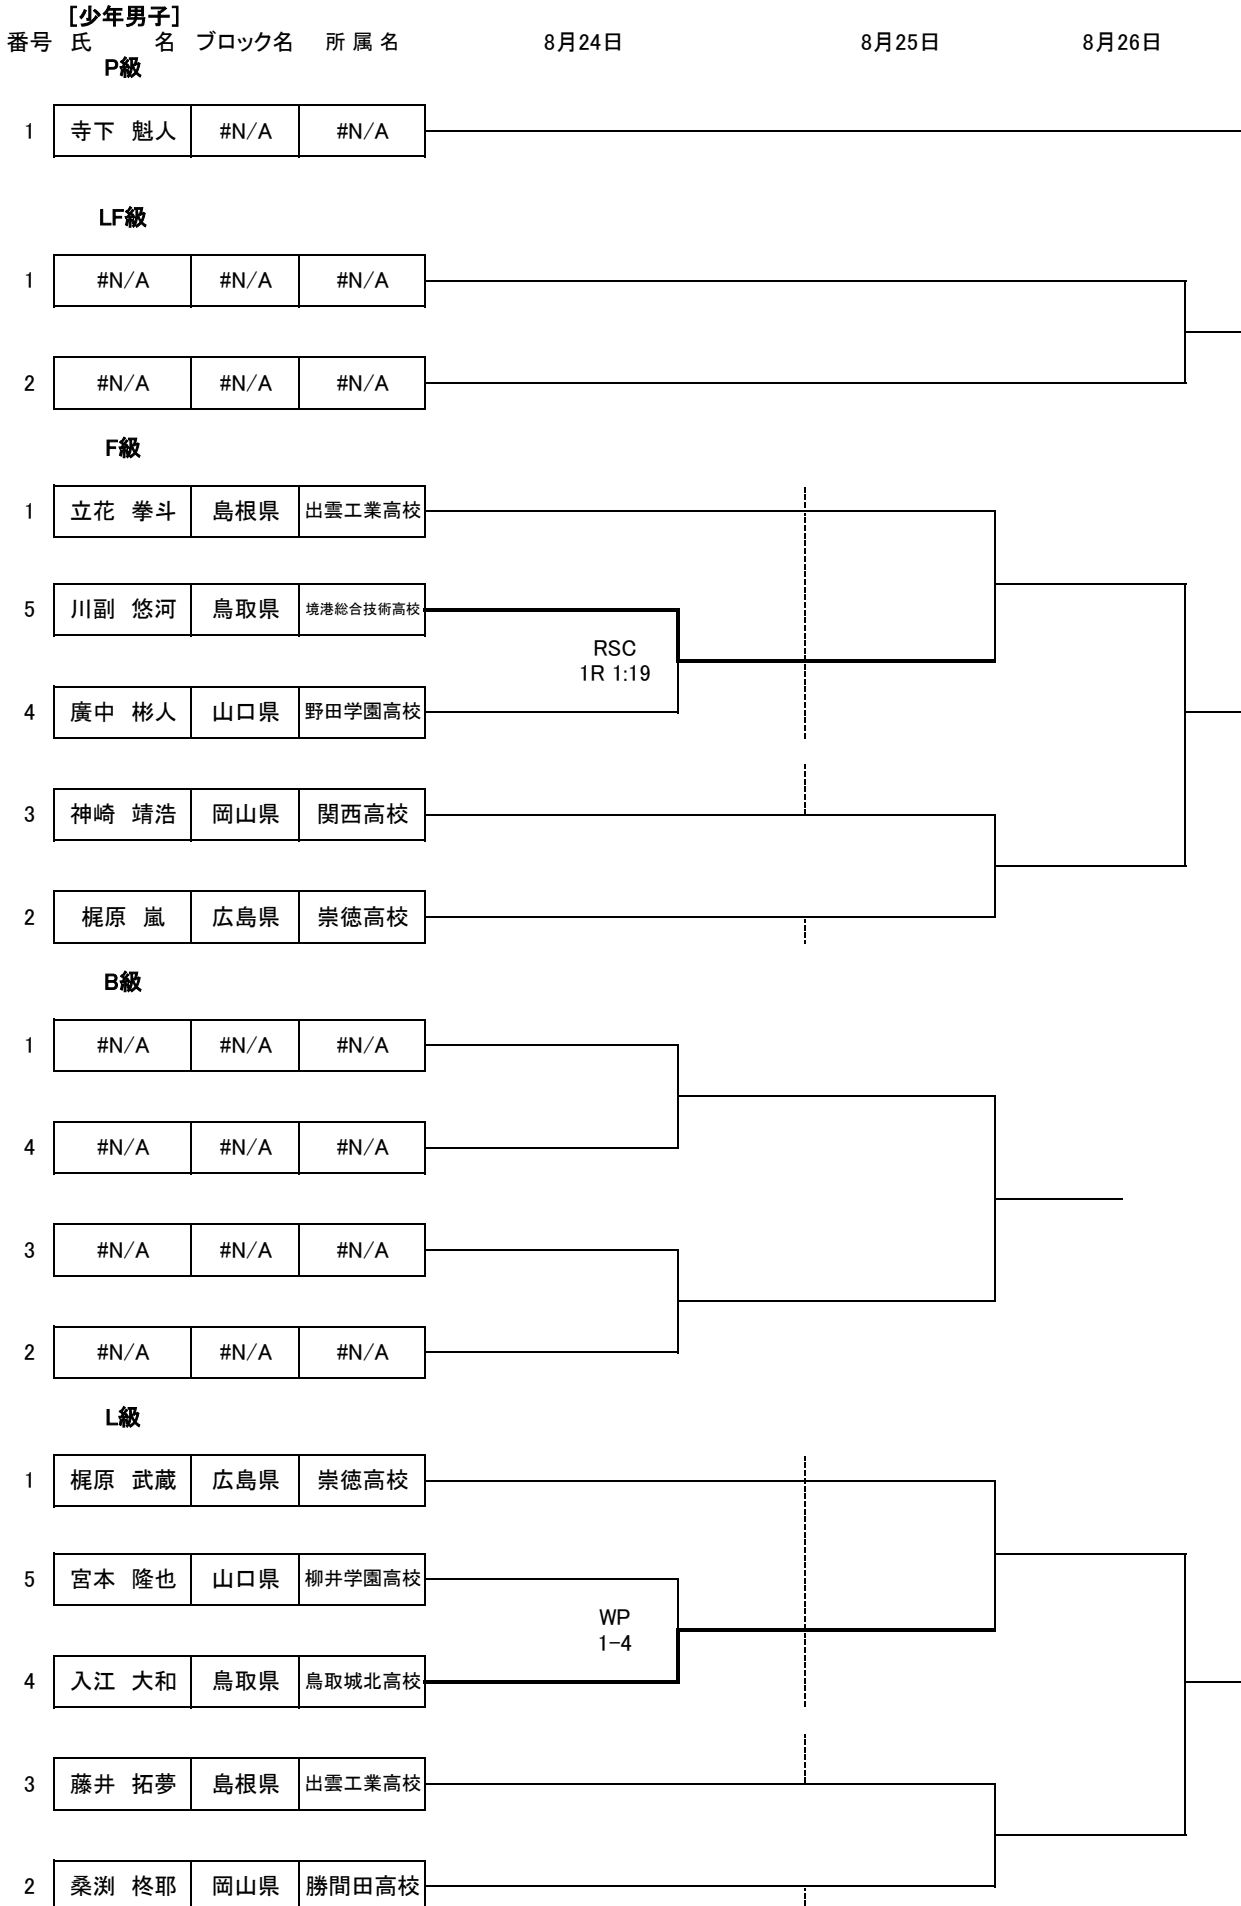 ［少年男子］
番号 氏 名 ブロック名 所 属 名 8月24日 8月25日 8月26日
P級
1 寺下 魁人 #N/A #N/A
LF級
1 #N/A #N/A #N/A
2 #N/A #N/A #N/A
F級
1 立花 拳斗 島根県 出雲工業高校
5 川副 悠河 鳥取県 境港総合技術高校
RSC
1R 1:19
4 廣中 彬人 山口県 野田学園高校
3 神崎 靖浩 岡山県 関西高校
2 梶原 嵐 広島県 崇徳高校
B級
1 #N/A #N/A #N/A
4 #N/A #N/A #N/A
3 #N/A #N/A #N/A
2 #N/A #N/A #N/A
L級
1 梶原 武蔵 広島県 崇徳高校
5 宮本 隆也 山口県 柳井学園高校
WP
1-4
4 入江 大和 鳥取県 鳥取城北高校
3 藤井 拓夢 島根県 出雲工業高校
2 桑渕 柊耶 岡山県 勝間田高校